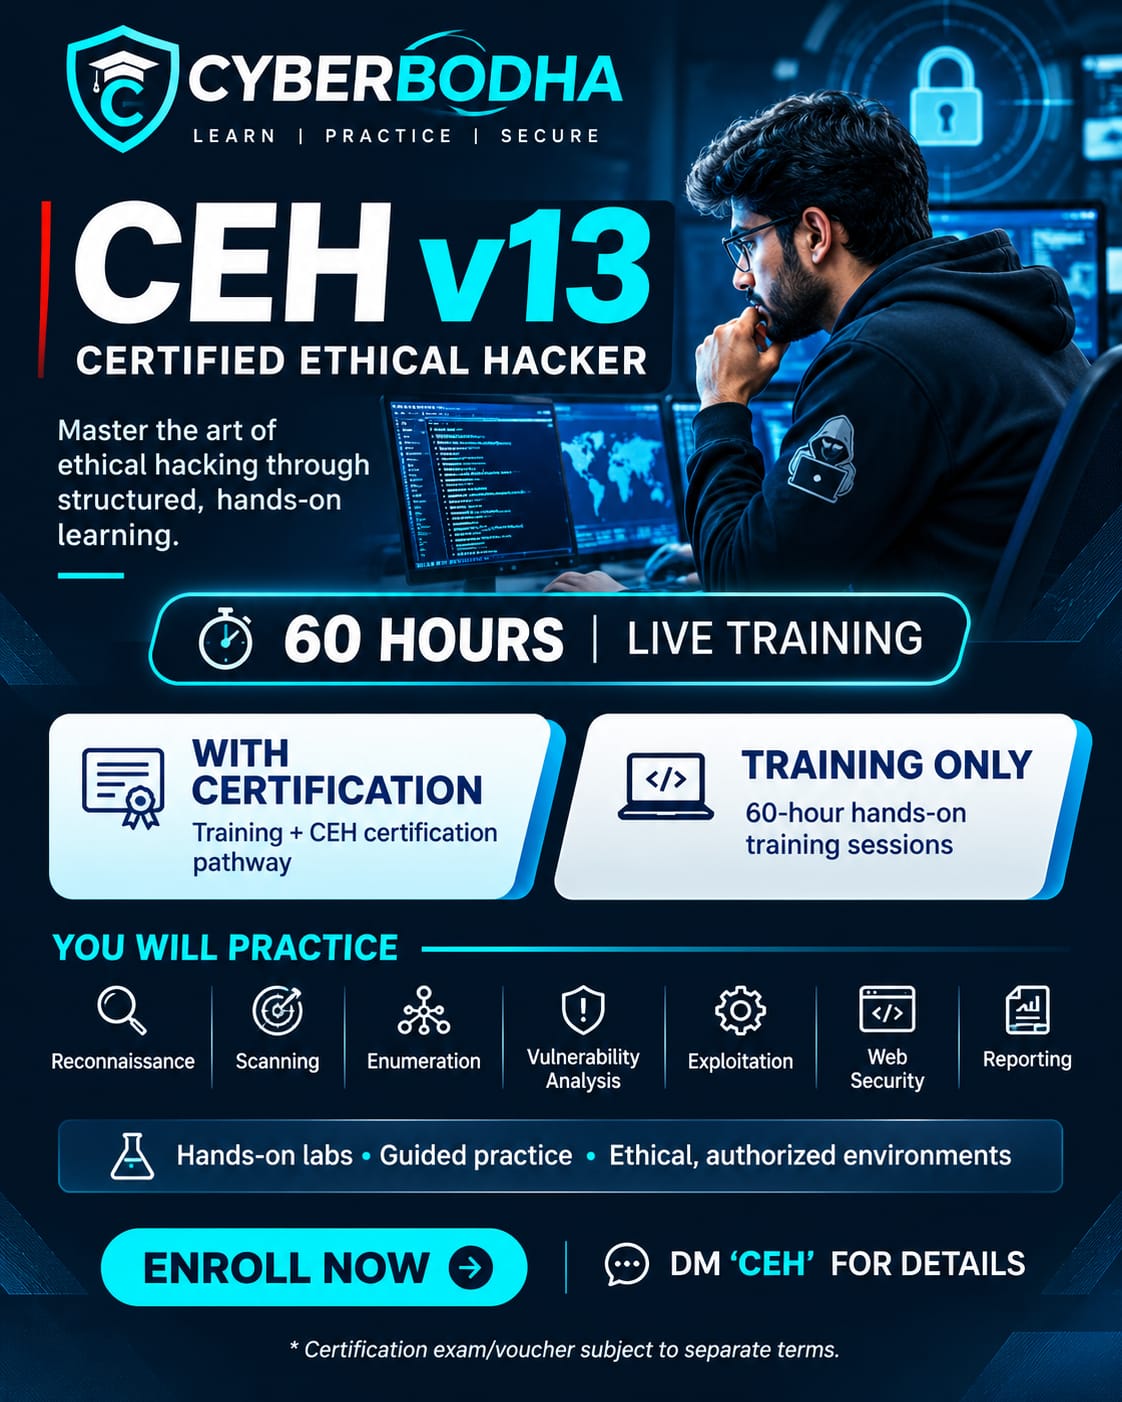 CYBERBODHA
LEARN | PRACTICE | SECURE
CEH v13
CERTIFIED ETHICAL HACKER
Master the art of
ethical hacking through
structured, hands-on
learning.
60 HOURS | LIVE TRAINING
WITH
CERTIFICATION
Training + CEH certification
pathway
TRAINING ONLY
60-hour hands-on
training sessions
YOU WILL PRACTICE
Reconnaissance
Scanning
Enumeration
Vulnerability
Analysis
Exploitation
Web
Security
Reporting
Hands-on labs • Guided practice • Ethical, authorized environments
ENROLL NOW
DM ‘CEH’ FOR DETAILS
* Certification exam/voucher subject to separate terms.